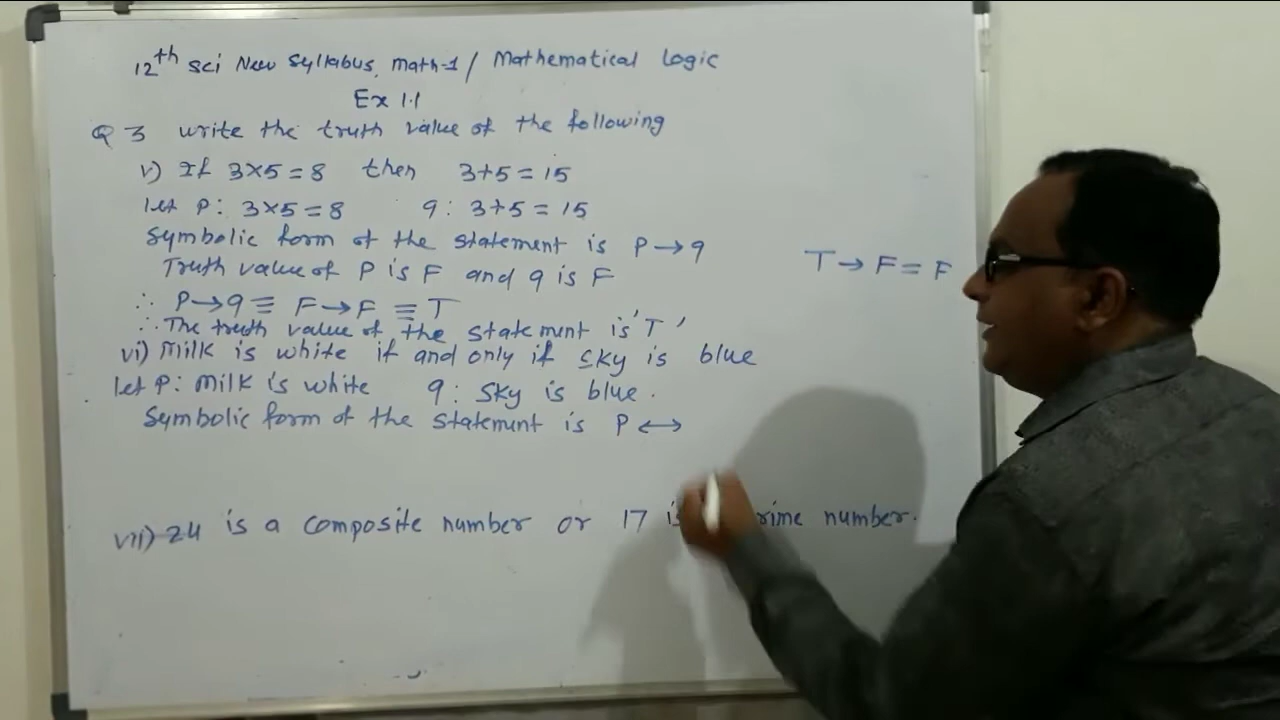 12th Sci New Syllabus, math-1 / Mathematical Logic
Ex 1.1
Q 3 write the truth value of the following
v) If 3×5=8 then 3+5=15
let P: 3×5=8 q: 3+5=15
Symbolic form of the statement is P→q
Truth value of P is F and q is F
∴ P→q ≡ F→F ≡ T
∴ The truth value of the statement is 'T'
T→F=F
vi) Milk is white if and only if sky is blue
let P: Milk is white q: Sky is blue.
Symbolic form of the statement is P↔
vii) 24 is a composite number or 17 is number.